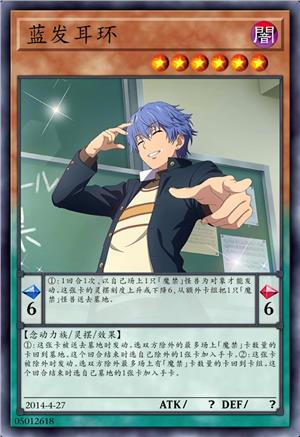 蓝发耳环
闇
①：1回合1次，以自己场上1只「魔禁」怪兽为对象才能发
动。这张卡的灵摆刻度上升或下降6，从额外卡组把1只「魔
禁」怪兽送去墓地。
6
6
【念动力族/灵摆/效果】
①：这张卡被送去墓地时发动。选双方除外的最多场上「魔禁」卡数量的
卡回到墓地。这个回合结束时选自己除外的1张卡加入手卡。②：这张卡
被除外时发动。选双方除外最多场上有「魔禁」卡数量的卡回到卡组。这
个回合结束时选自己墓地的1张卡加入手卡。
2014-4-27
ATK/ ? DEF/ ?
05012618